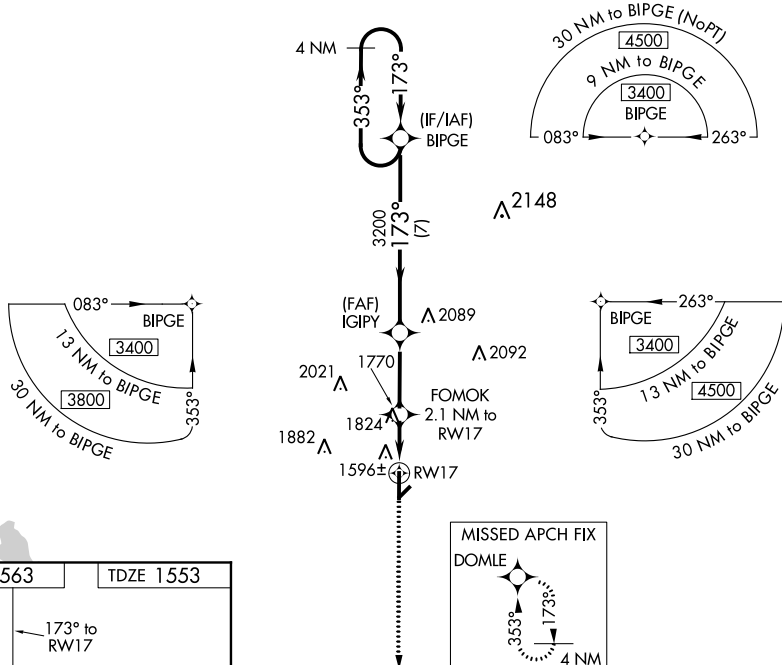 4 NM
353°
173°
(IF/IAF)
BIPGE
30 NM to BIPGE (NoPT)
4500
9 NM to BIPGE
3400
BIPGE
083°
263°
2148
3200
173°
(7)
083°
BIPGE
3400
13 NM to BIPGE
3800
30 NM to BIPGE
353°
(FAF)
IGIPY
2089
2092
1770
2021
FOMOK
2.1 NM to
RW17
1824
1882
1596±
RW17
263°
BIPGE
3400
13 NM to BIPGE
4500
30 NM to BIPGE
353°
563
TDZE 1553
173° to
RW17
MISSED APCH FIX
DOMLE
353°
173°
4 NM